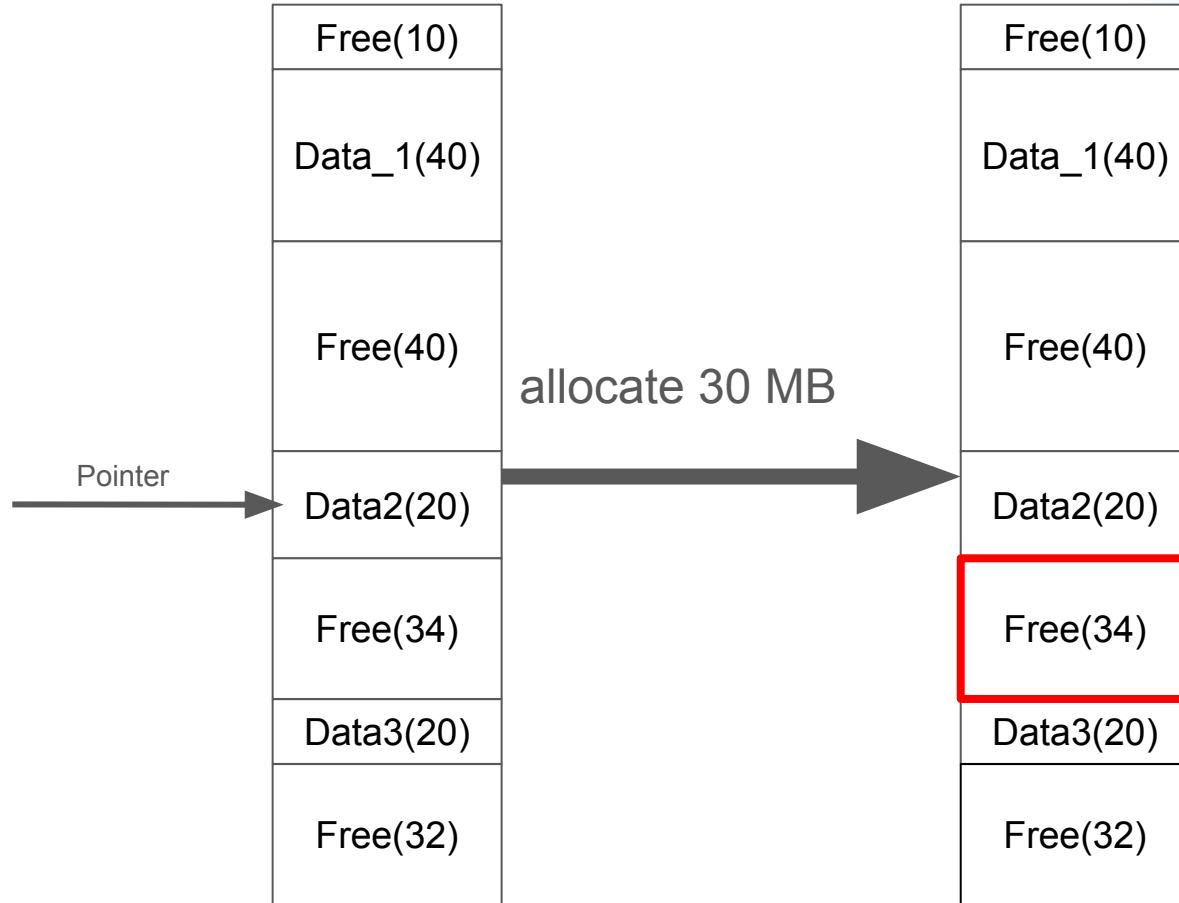 Free(10)
Data_1(40)
Free(40)
Data2(20)
Free(34)
Data3(20)
Free(32)
Pointer
allocate 30 MB
Free(10)
Data_1(40)
Free(40)
Data2(20)
Free(34)
Data3(20)
Free(32)